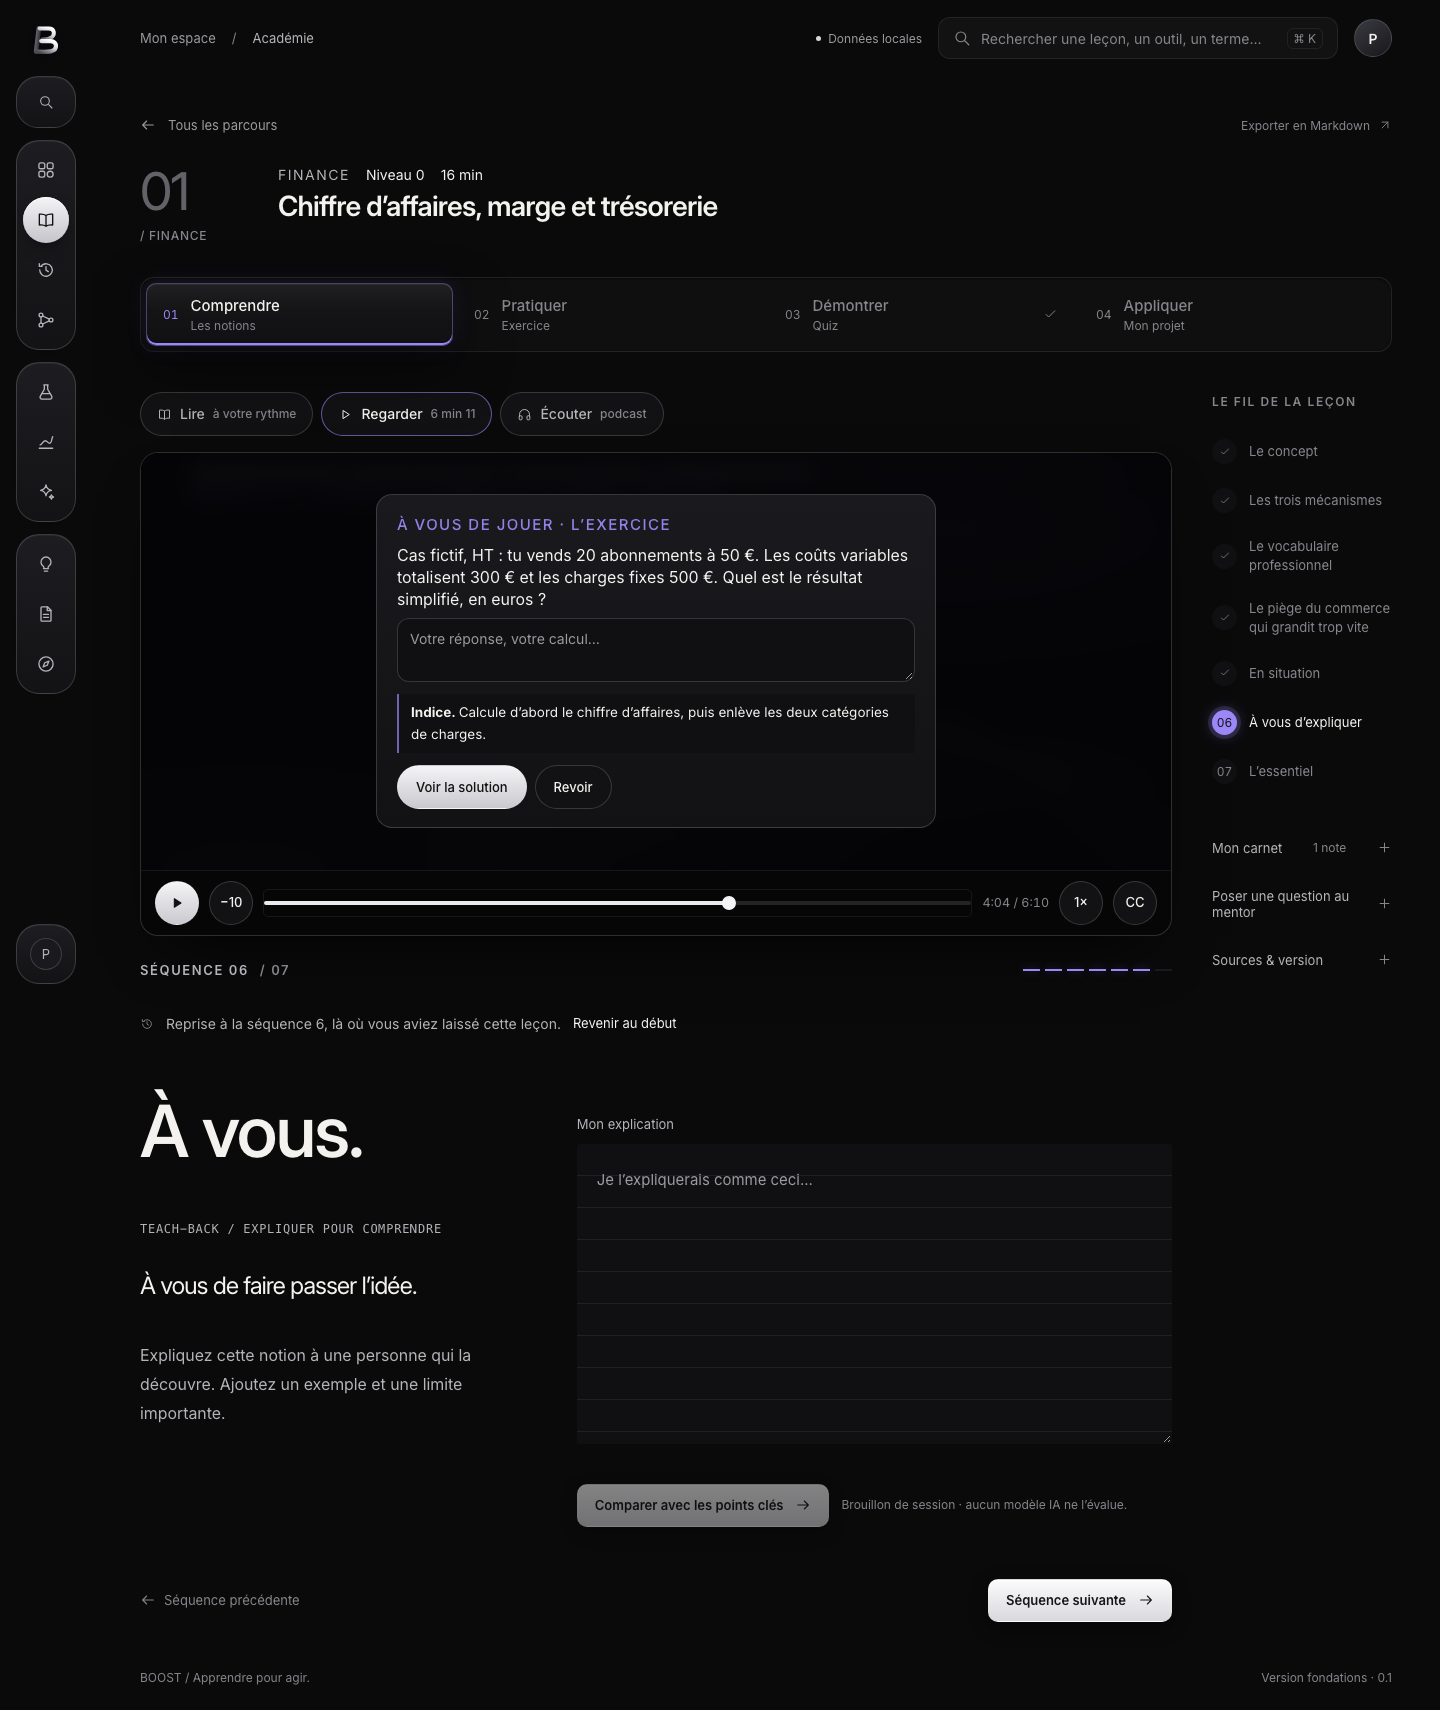 B
Mon espace / Académie
Données locales
Rechercher une leçon, un outil, un terme...
⌘ K
P
← Tous les parcours
Exporter en Markdown ↗
01
/ FINANCE
FINANCE Niveau 0 16 min
Chiffre d’affaires, marge et trésorerie
01 Comprendre
Les notions
02 Pratiquer
Exercice
03 Démontrer
Quiz
04 Appliquer
Mon projet
Lire à votre rythme
Regarder 6 min 11
Écouter podcast
À VOUS DE JOUER · L’EXERCICE
Cas fictif, HT : tu vends 20 abonnements à 50 €. Les coûts variables
totalisent 300 € et les charges fixes 500 €. Quel est le résultat
simplifié, en euros ?
Votre réponse, votre calcul...
Indice. Calcule d’abord le chiffre d’affaires, puis enlève les deux catégories
de charges.
Voir la solution
Revoir
−10
4:04 / 6:10
1×
CC
LE FIL DE LA LEÇON
Le concept
Les trois mécanismes
Le vocabulaire
professionnel
Le piège du commerce
qui grandit trop vite
En situation
06 À vous d’expliquer
07 L’essentiel
Mon carnet 1 note +
Poser une question au
mentor +
Sources & version +
SÉQUENCE 06 / 07
Reprise à la séquence 6, là où vous aviez laissé cette leçon. Revenir au début
À vous.
TEACH-BACK / EXPLIQUER POUR COMPRENDRE
À vous de faire passer l’idée.
Expliquez cette notion à une personne qui la
découvre. Ajoutez un exemple et une limite
importante.
Mon explication
Je l’expliquerais comme ceci...
Comparer avec les points clés →
Brouillon de session · aucun modèle IA ne l’évalue.
← Séquence précédente
Séquence suivante →
P
BOOST / Apprendre pour agir.
Version fondations · 0.1